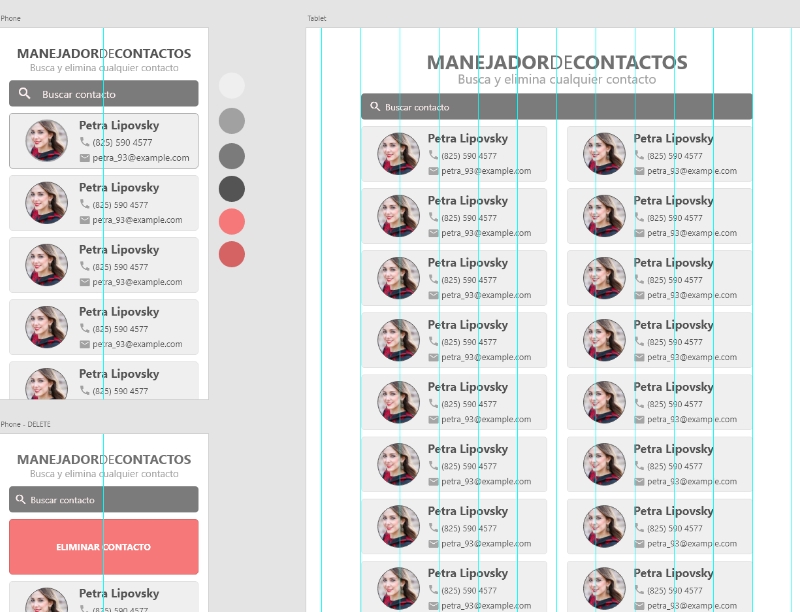 Phone
MANEJADORDECONTACTOS
Busca y elimina cualquier contacto
Buscar contacto
Petra Lipovsky
(825) 590 4577
petra_93@example.com
Petra Lipovsky
(825) 590 4577
petra_93@example.com
Petra Lipovsky
(825) 590 4577
petra_93@example.com
Petra Lipovsky
(825) 590 4577
petra_93@example.com
Petra Lipovsky
(825) 590 4577
Phone - DELETE
MANEJADORDECONTACTOS
Busca y elimina cualquier contacto
Buscar contacto
ELIMINAR CONTACTO
Petra Lipovsky
(825) 590 4577
Tablet
MANEJADORDECONTACTOS
Busca y elimina cualquier contacto
Buscar contacto
Petra Lipovsky
(825) 590 4577
petra_93@example.com
Petra Lipovsky
(825) 590 4577
petra_93@example.com
Petra Lipovsky
(825) 590 4577
petra_93@example.com
Petra Lipovsky
(825) 590 4577
petra_93@example.com
Petra Lipovsky
(825) 590 4577
petra_93@example.com
Petra Lipovsky
(825) 590 4577
petra_93@example.com
Petra Lipovsky
(825) 590 4577
petra_93@example.com
Petra Lipovsky
(825) 590 4577
petra_93@example.com
Petra Lipovsky
(825) 590 4577
petra_93@example.com
Petra Lipovsky
(825) 590 4577
petra_93@example.com
Petra Lipovsky
(825) 590 4577
petra_93@example.com
Petra Lipovsky
(825) 590 4577
petra_93@example.com
Petra Lipovsky
(825) 590 4577
petra_93@example.com
Petra Lipovsky
(825) 590 4577
petra_93@example.com
Petra Lipovsky
(825) 590 4577
petra_93@example.com
Petra Lipovsky
(825) 590 4577
petra_93@example.com